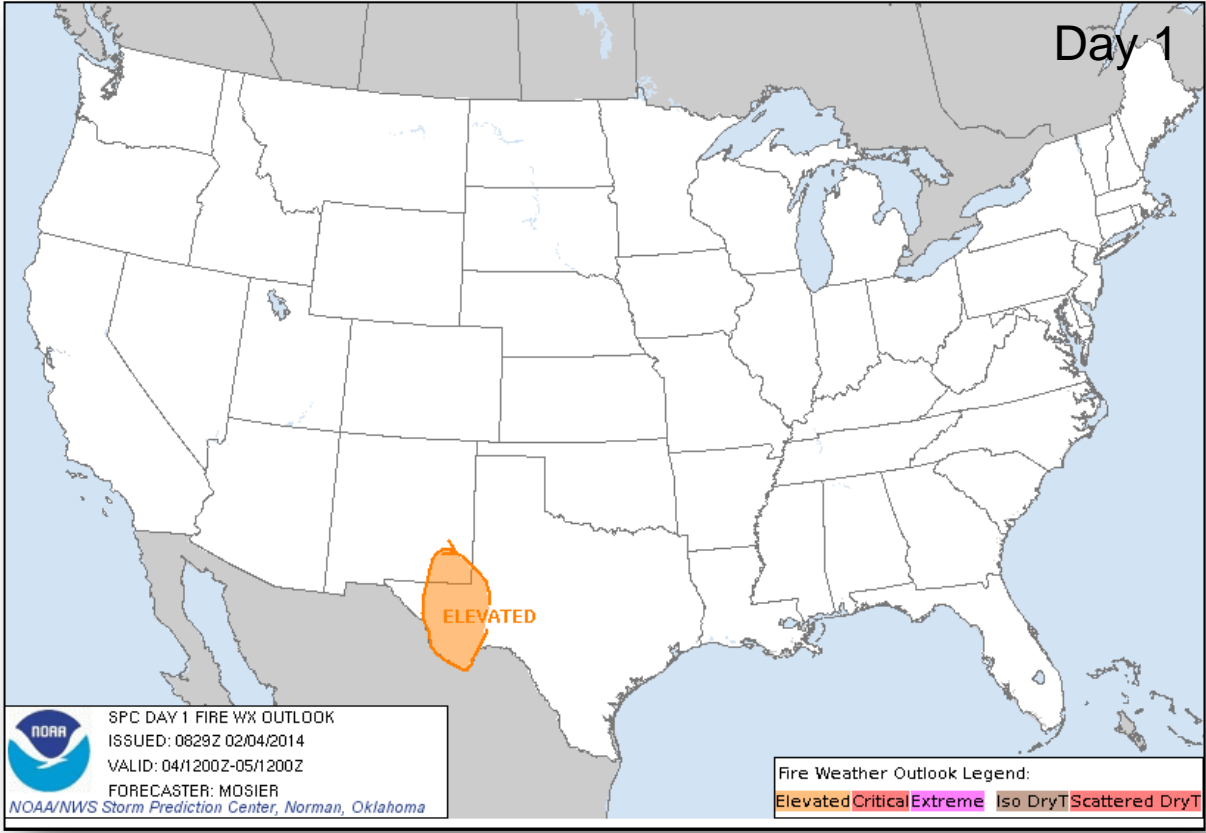 Day 1
ELEVATED
NOAA
SPC DAY 1 FIRE WX OUTLOOK
ISSUED: 0829Z 02/04/2014
VALID: 04/1200Z-05/1200Z
FORECASTER: MOSIER
NOAA/NWS Storm Prediction Center, Norman, Oklahoma
Fire Weather Outlook Legend:
Elevated Critical Extreme Iso DryT Scattered DryT